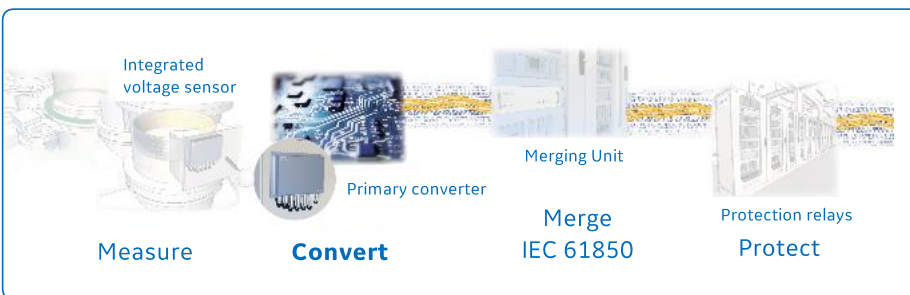 Integrated
voltage sensor
Primary converter
Merging Unit
Protection relays
Measure
Convert
Merge
IEC 61850
Protect